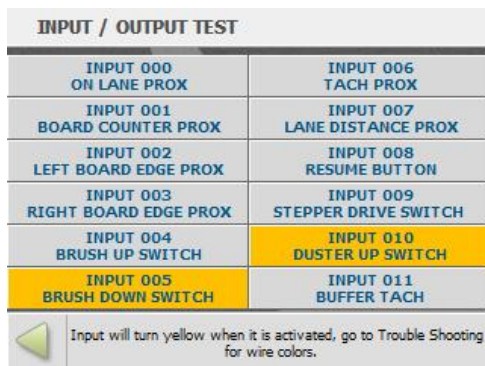 INPUT / OUTPUT TEST
INPUT 000
ON LANE PROX
INPUT 006
TACH PROX
INPUT 001
BOARD COUNTER PROX
INPUT 007
LANE DISTANCE PROX
INPUT 002
LEFT BOARD EDGE PROX
INPUT 008
RESUME BUTTON
INPUT 003
RIGHT BOARD EDGE PROX
INPUT 009
STEPPER DRIVE SWITCH
INPUT 004
BRUSH UP SWITCH
INPUT 010
DUSTER UP SWITCH
INPUT 005
BRUSH DOWN SWITCH
INPUT 011
BUFFER TACH
Input will turn yellow when it is activated, go to Trouble Shooting
for wire colors.